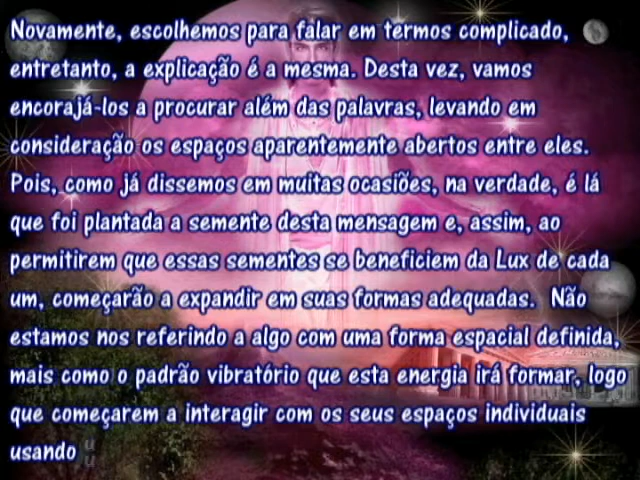 Novamente, escolhemos para falar em termos complicado,
entretanto, a explicação é a mesma. Desta vez, vamos
encorajá-los a procurar além das palavras, levando em
consideração os espaços aparentemente abertos entre eles.
Pois, como já dissemos em muitas ocasiões, na verdade, é lá
que foi plantada a semente desta mensagem e, assim, ao
permitirem que essas sementes se beneficiem da Lux de cada
um, começarão a expandir em suas formas adequadas.  Não
estamos nos referindo a algo com uma forma espacial definida,
mais como o padrão vibratório que esta energia irá formar, logo
que começarem a interagir com os seus espaços individuais
usando